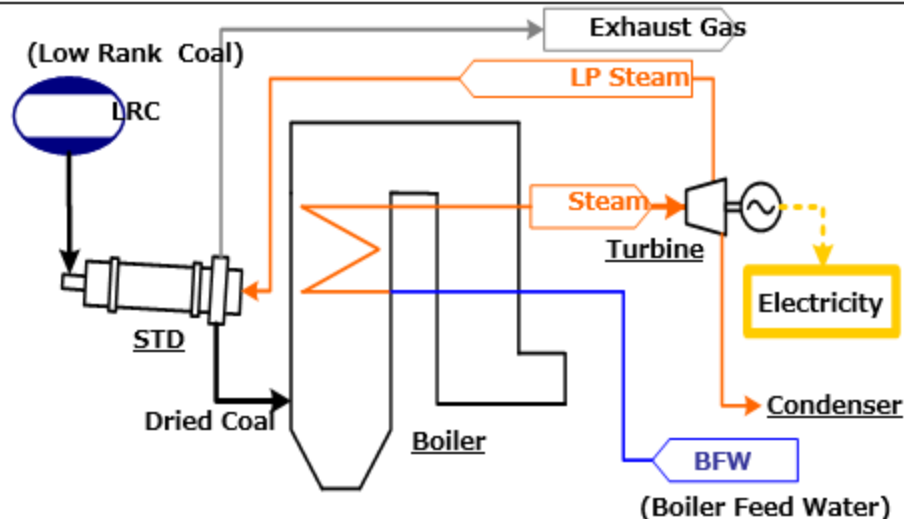 Exhaust Gas
(Low Rank Coal)
LP Steam
LRC
Steam
Turbine
Electricity
STD
Dried Coal
Condenser
Boiler
BFW
(Boiler Feed Water)